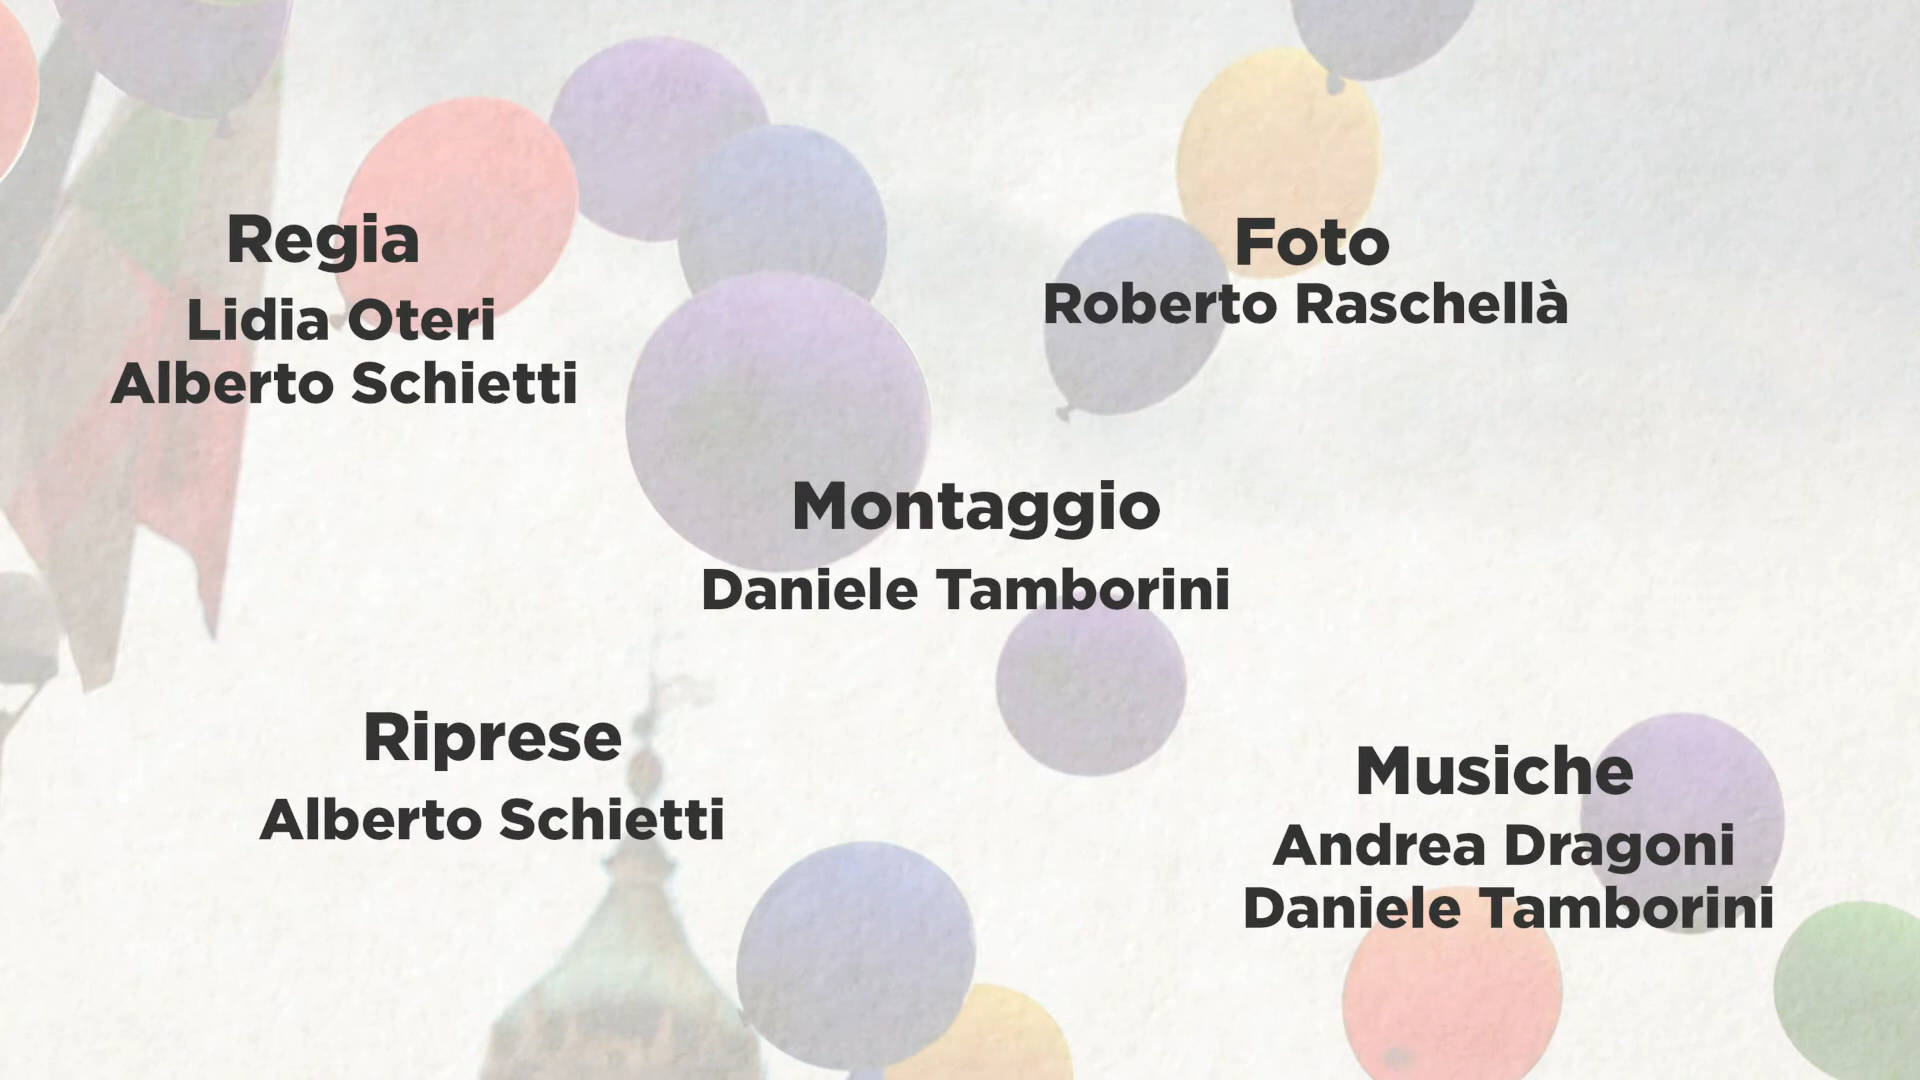 Regia
Lidia Oteri
Alberto Schietti
Foto
Roberto Raschellà
Montaggio
Daniele Tamborini
Riprese
Alberto Schietti
Musiche
Andrea Dragoni
Daniele Tamborini